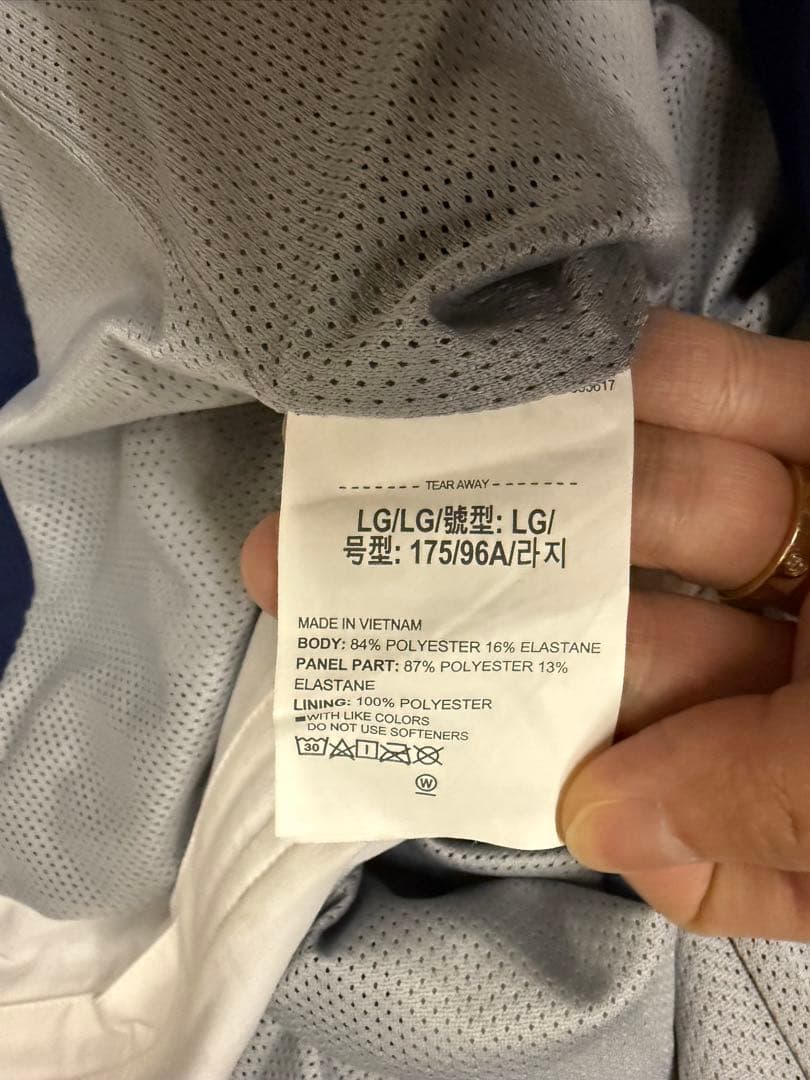 TEAR AWAY
LG/LG/號型: LG/
号型: 175/96A/라지
MADE IN VIETNAM
BODY: 84% POLYESTER 16% ELASTANE
PANEL PART: 87% POLYESTER 13%
ELASTANE
LINING: 100% POLYESTER
WITH LIKE COLORS
DO NOT USE SOFTENERS
30
W